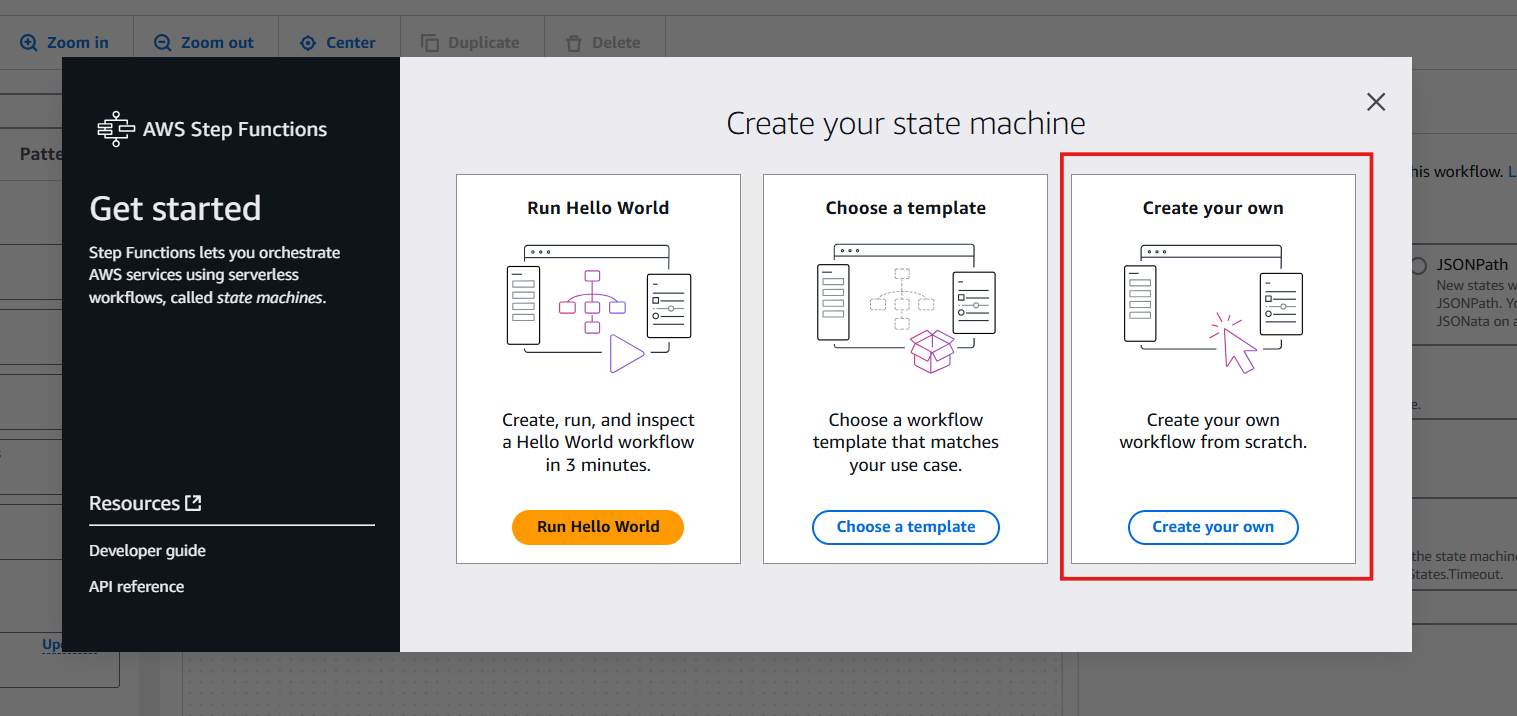 Zoom in
Zoom out
Center
Duplicate
Delete
AWS Step Functions
Get started
Step Functions lets you orchestrate
AWS services using serverless
workflows, called state machines.
Resources
Developer guide
API reference
Create your state machine
Run Hello World
Create, run, and inspect
a Hello World workflow
in 3 minutes.
Run Hello World
Choose a template
Choose a workflow
template that matches
your use case.
Choose a template
Create your own
Create your own
workflow from scratch.
Create your own
Patte
Up
his workflow. L
JSONPath
New states w
JSONPath. Yo
JSONata on a
e.
the state machin
States.Timeout.